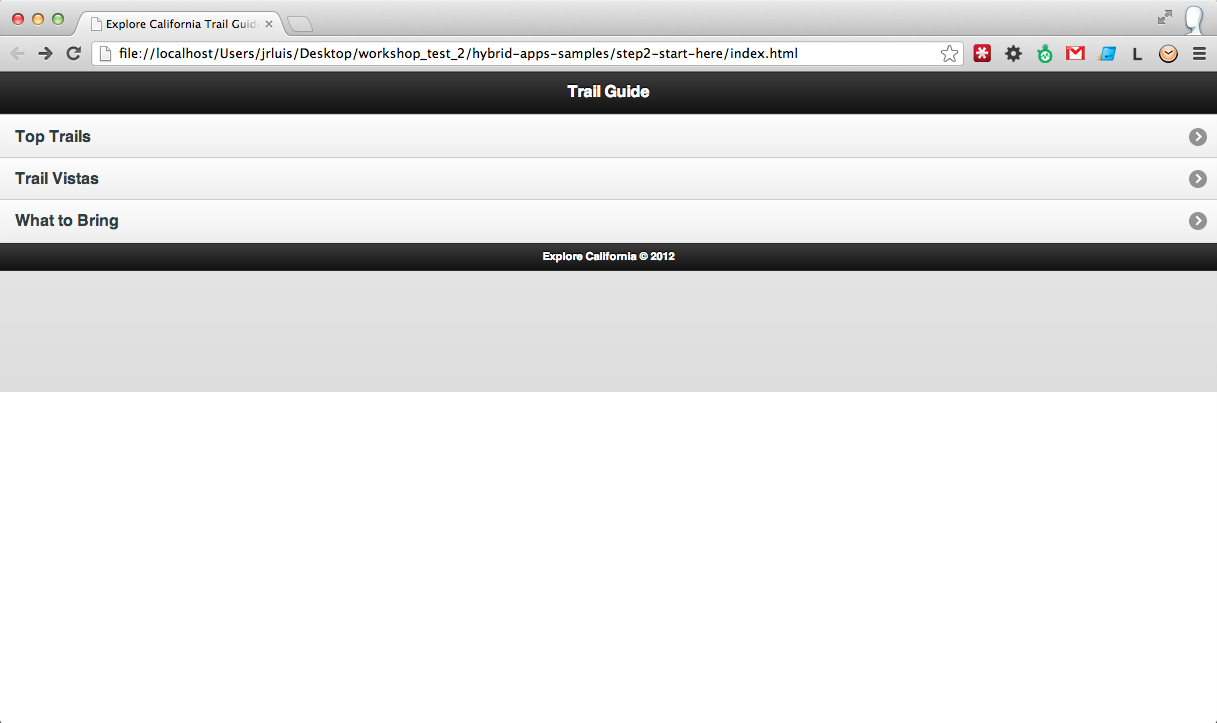 Explore California Trail Guid
file://localhost/Users/jrluis/Desktop/workshop_test_2/hybrid-apps-samples/step2-start-here/index.html
L
Trail Guide
Top Trails
Trail Vistas
What to Bring
Explore California © 2012